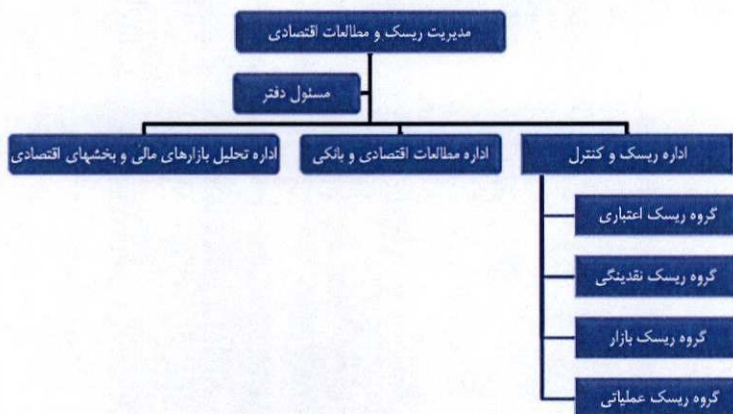 مدیریت ریسک و مطالعات اقتصادی
مسئول دفتر
اداره ریسک و کنترل
اداره مطالعات اقتصادی و بانکی
اداره تحلیل بازارهای مالی و بخشهای اقتصادی
گروه ریسک اعتباری
گروه ریسک نقدینگی
گروه ریسک بازار
گروه ریسک عملیاتی